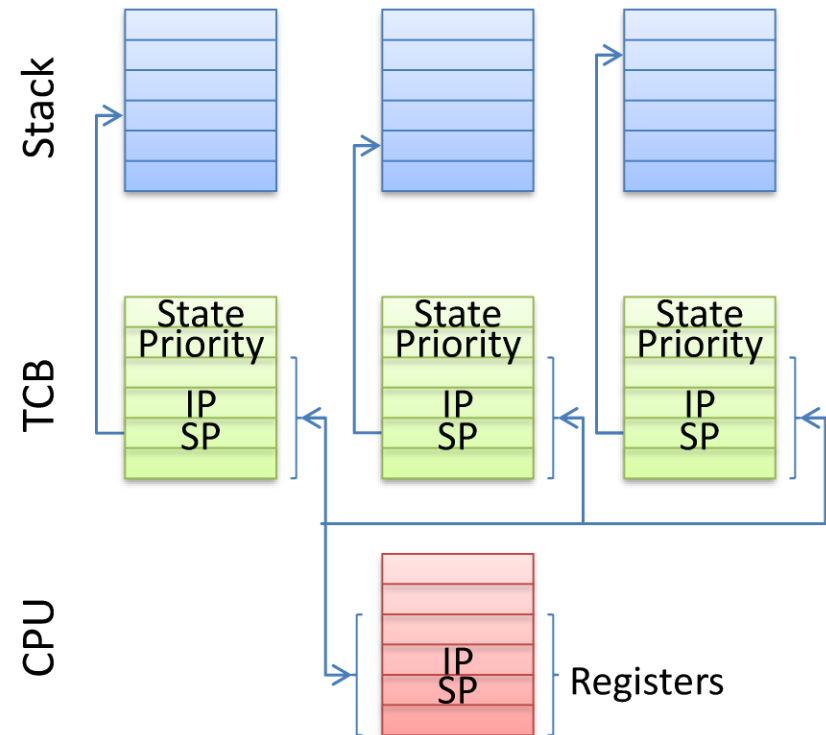 Stack
TCB
State
Priority
IP
SP
State
Priority
IP
SP
State
Priority
IP
SP
CPU
IP
SP
Registers